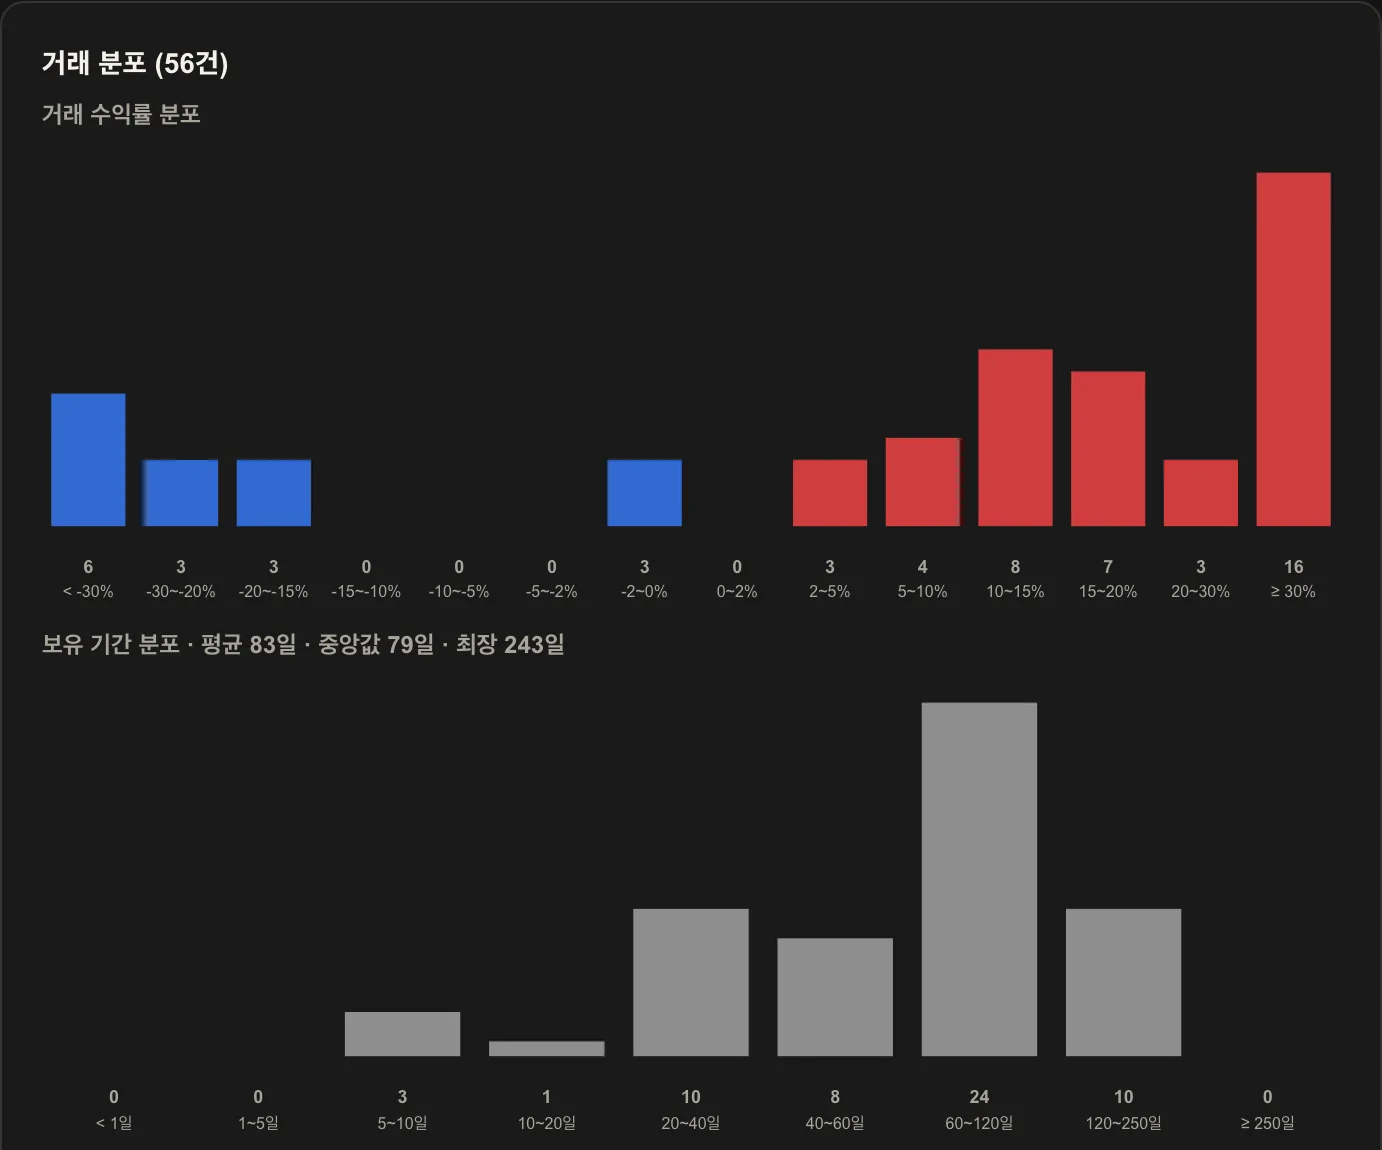 거래 분포 (56건)
거래 수익률 분포
6 3 3 0 0 0 3 0 3 4 8 7 3 16
< -30% -30~-20% -20~-15% -15~-10% -10~-5% -5~-2% -2~0% 0~2% 2~5% 5~10% 10~15% 15~20% 20~30% ≥ 30%
보유 기간 분포 · 평균 83일 · 중앙값 79일 · 최장 243일
0 0 3 1 10 8 24 10 0
< 1일 1~5일 5~10일 10~20일 20~40일 40~60일 60~120일 120~250일 ≥ 250일